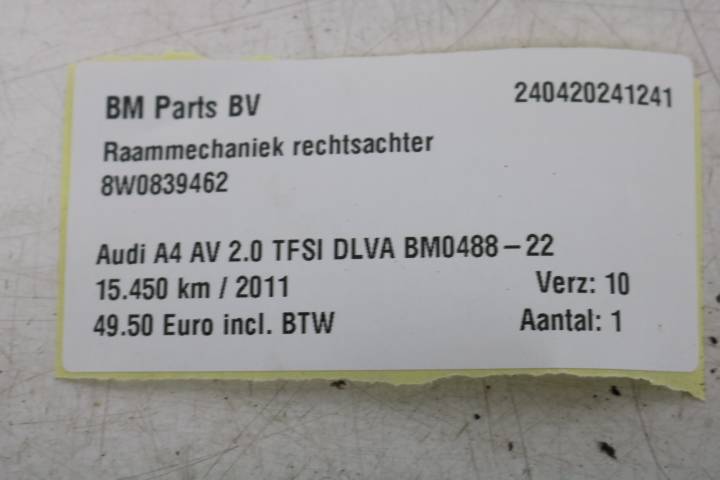 BM Parts BV 240420241241
Raammechaniek rechtsachter
8W0839462
Audi A4 AV 2.0 TFSI DLVA BM0488-22
15.450 km / 2011 Verz: 10
49.50 Euro incl. BTW Aantal: 1